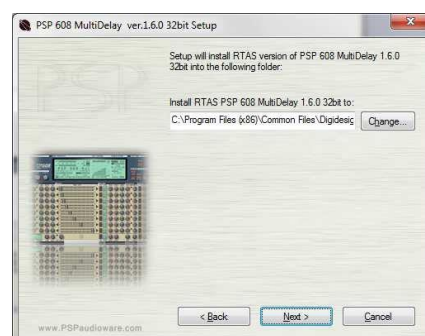 PSP 608 MultiDelay ver.1.6.0 32bit Setup
Setup will install RTAS version of PSP 608 MultiDelay 1.6.0
32bit into the following folder:
Install RTAS PSP 608 MultiDelay 1.6.0 32bit to:
C:\Program Files (x86)\Common Files\Digidesig
Change...
PSP
www.PSPaudioware.com
< Back
Next >
Cancel